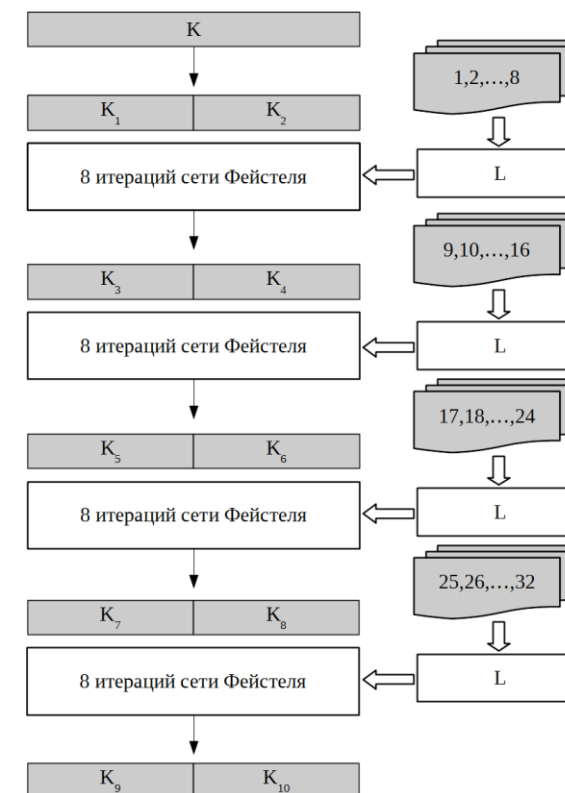 K
1,2,…,8
K₁ K₂
8 итераций сети Фейстеля
L
9,10,…,16
K₃ K₄
8 итераций сети Фейстеля
L
17,18,…,24
K₅ K₆
8 итераций сети Фейстеля
L
25,26,…,32
K₇ K₈
8 итераций сети Фейстеля
L
K₉ K₁₀